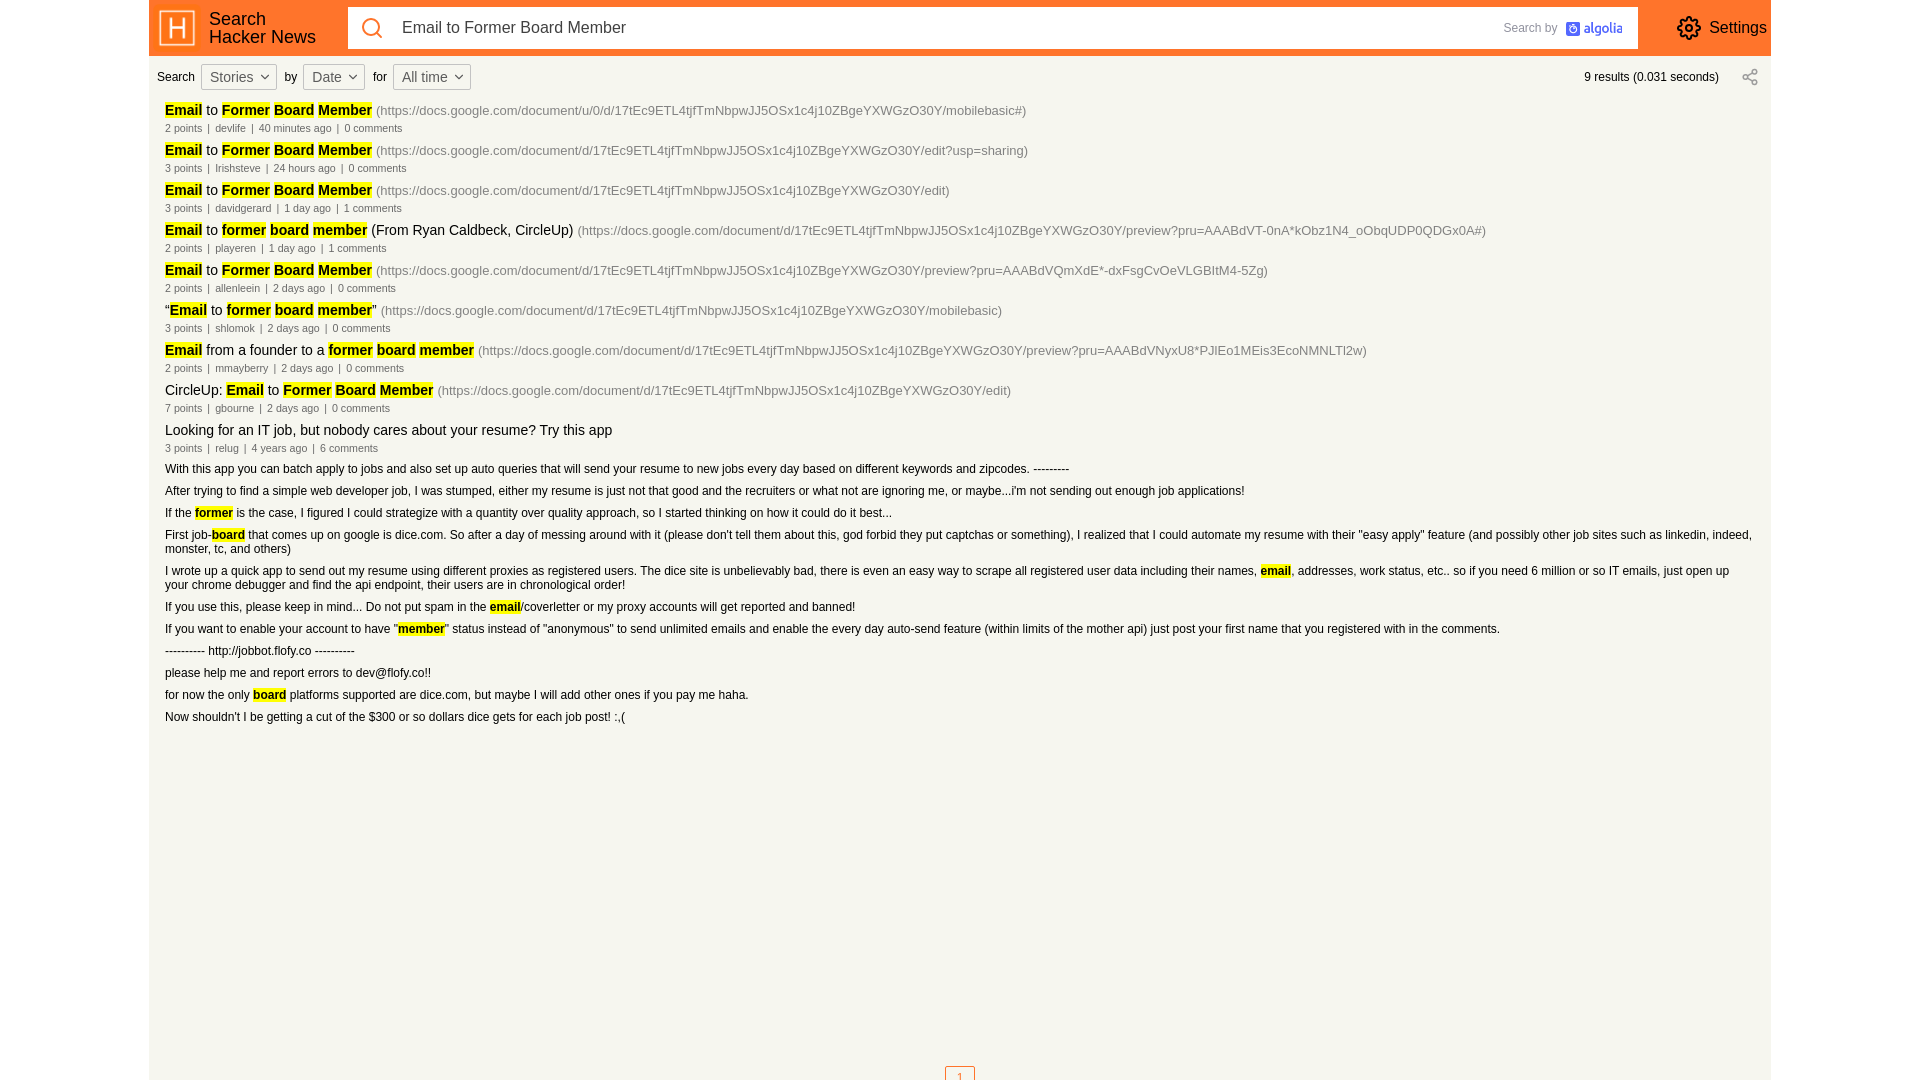 Search
Hacker News
Email to Former Board Member
Search by algolia
Settings
Search Stories by Date for All time
9 results (0.031 seconds)
Email to Former Board Member (https://docs.google.com/document/u/0/d/17tEc9ETL4tjfTmNbpwJJ5OSx1c4j10ZBgeYXWGzO30Y/mobilebasic#)
2 points | devlife | 40 minutes ago | 0 comments
Email to Former Board Member (https://docs.google.com/document/d/17tEc9ETL4tjfTmNbpwJJ5OSx1c4j10ZBgeYXWGzO30Y/edit?usp=sharing)
3 points | Irishsteve | 24 hours ago | 0 comments
Email to Former Board Member (https://docs.google.com/document/d/17tEc9ETL4tjfTmNbpwJJ5OSx1c4j10ZBgeYXWGzO30Y/edit)
3 points | davidgerard | 1 day ago | 1 comments
Email to former board member (From Ryan Caldbeck, CircleUp) (https://docs.google.com/document/d/17tEc9ETL4tjfTmNbpwJJ5OSx1c4j10ZBgeYXWGzO30Y/preview?pru=AAABdVT-0nA*kObz1N4_oObqUDP0QDGx0A#)
2 points | playeren | 1 day ago | 1 comments
Email to Former Board Member (https://docs.google.com/document/d/17tEc9ETL4tjfTmNbpwJJ5OSx1c4j10ZBgeYXWGzO30Y/preview?pru=AAABdVQmXdE*-dxFsgCvOeVLGBItM4-5Zg)
2 points | allenleein | 2 days ago | 0 comments
“Email to former board member” (https://docs.google.com/document/d/17tEc9ETL4tjfTmNbpwJJ5OSx1c4j10ZBgeYXWGzO30Y/mobilebasic)
3 points | shlomok | 2 days ago | 0 comments
Email from a founder to a former board member (https://docs.google.com/document/d/17tEc9ETL4tjfTmNbpwJJ5OSx1c4j10ZBgeYXWGzO30Y/preview?pru=AAABdVNyxU8*PJlEo1MEis3EcoNMNLTl2w)
2 points | mmayberry | 2 days ago | 0 comments
CircleUp: Email to Former Board Member (https://docs.google.com/document/d/17tEc9ETL4tjfTmNbpwJJ5OSx1c4j10ZBgeYXWGzO30Y/edit)
7 points | gbourne | 2 days ago | 0 comments
Looking for an IT job, but nobody cares about your resume? Try this app
3 points | relug | 4 years ago | 6 comments
With this app you can batch apply to jobs and also set up auto queries that will send your resume to new jobs every day based on different keywords and zipcodes. ---------
After trying to find a simple web developer job, I was stumped, either my resume is just not that good and the recruiters or what not are ignoring me, or maybe...i'm not sending out enough job applications!
If the former is the case, I figured I could strategize with a quantity over quality approach, so I started thinking on how it could do it best...
First job-board that comes up on google is dice.com. So after a day of messing around with it (please don't tell them about this, god forbid they put captchas or something), I realized that I could automate my resume with their "easy apply" feature (and possibly other job sites such as linkedin, indeed,
monster, tc, and others)
I wrote up a quick app to send out my resume using different proxies as registered users. The dice site is unbelievably bad, there is even an easy way to scrape all registered user data including their names, email, addresses, work status, etc.. so if you need 6 million or so IT emails, just open up
your chrome debugger and find the api endpoint, their users are in chronological order!
If you use this, please keep in mind... Do not put spam in the email/coverletter or my proxy accounts will get reported and banned!
If you want to enable your account to have "member" status instead of "anonymous" to send unlimited emails and enable the every day auto-send feature (within limits of the mother api) just post your first name that you registered with in the comments.
---------- http://jobbot.flofy.co ----------
please help me and report errors to dev@flofy.co!!
for now the only board platforms supported are dice.com, but maybe I will add other ones if you pay me haha.
Now shouldn't I be getting a cut of the $300 or so dollars dice gets for each job post! :,(
1